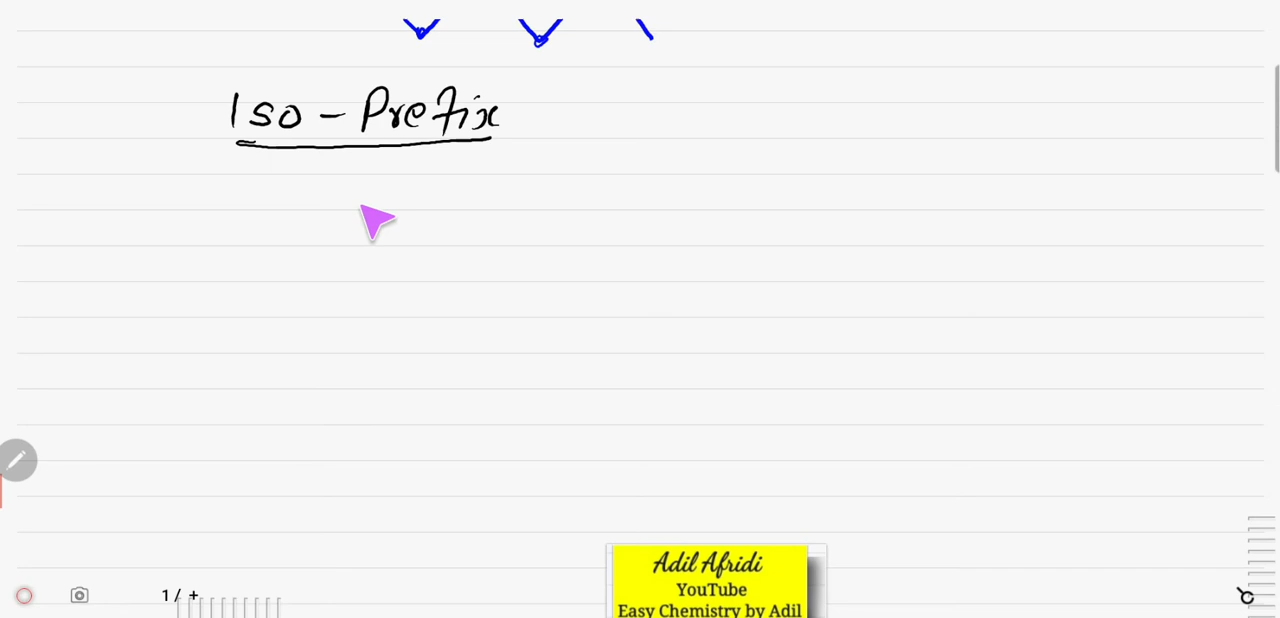 Iso - Prefix
1 / +
Adil Afridi
YouTube
Easy Chemistry by Adil